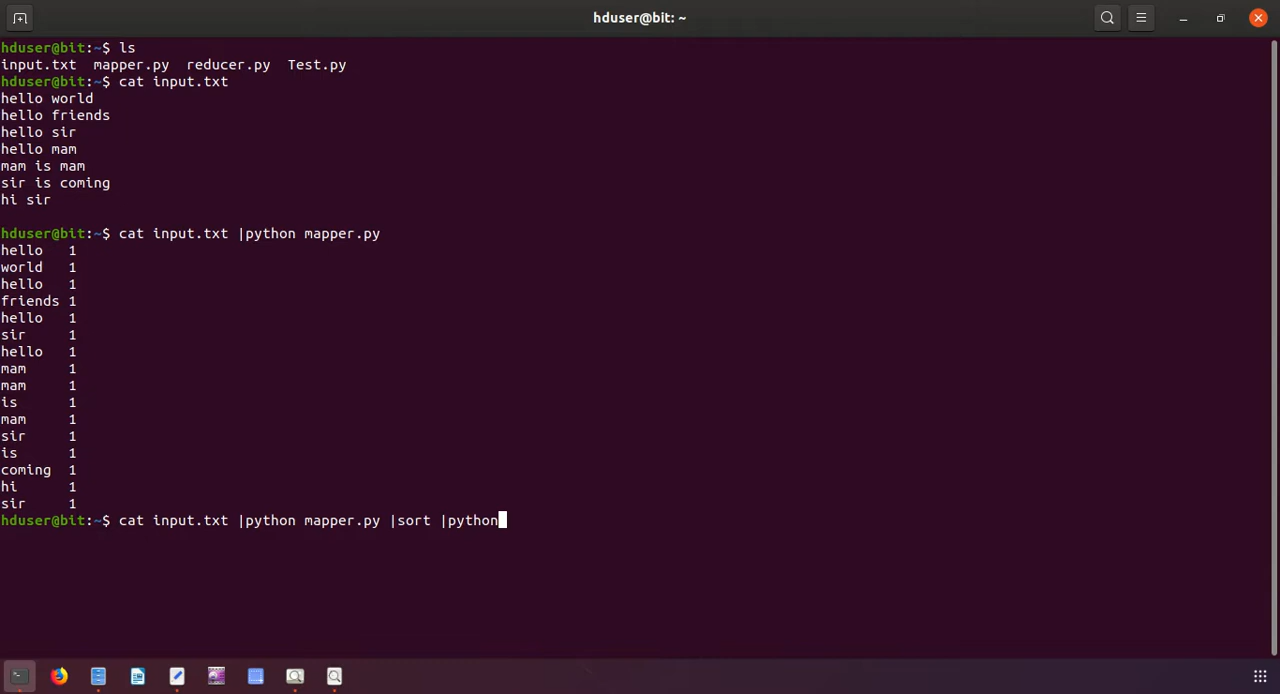 hduser@bit: ~
hduser@bit:~$ ls
input.txt  mapper.py  reducer.py  Test.py
hduser@bit:~$ cat input.txt
hello world
hello friends
hello sir
hello mam
mam is mam
sir is coming
hi sir
hduser@bit:~$ cat input.txt |python mapper.py
hello   1
world   1
hello   1
friends 1
hello   1
sir     1
hello   1
mam     1
mam     1
is      1
mam     1
sir     1
is      1
coming  1
hi      1
sir     1
hduser@bit:~$ cat input.txt |python mapper.py |sort |python